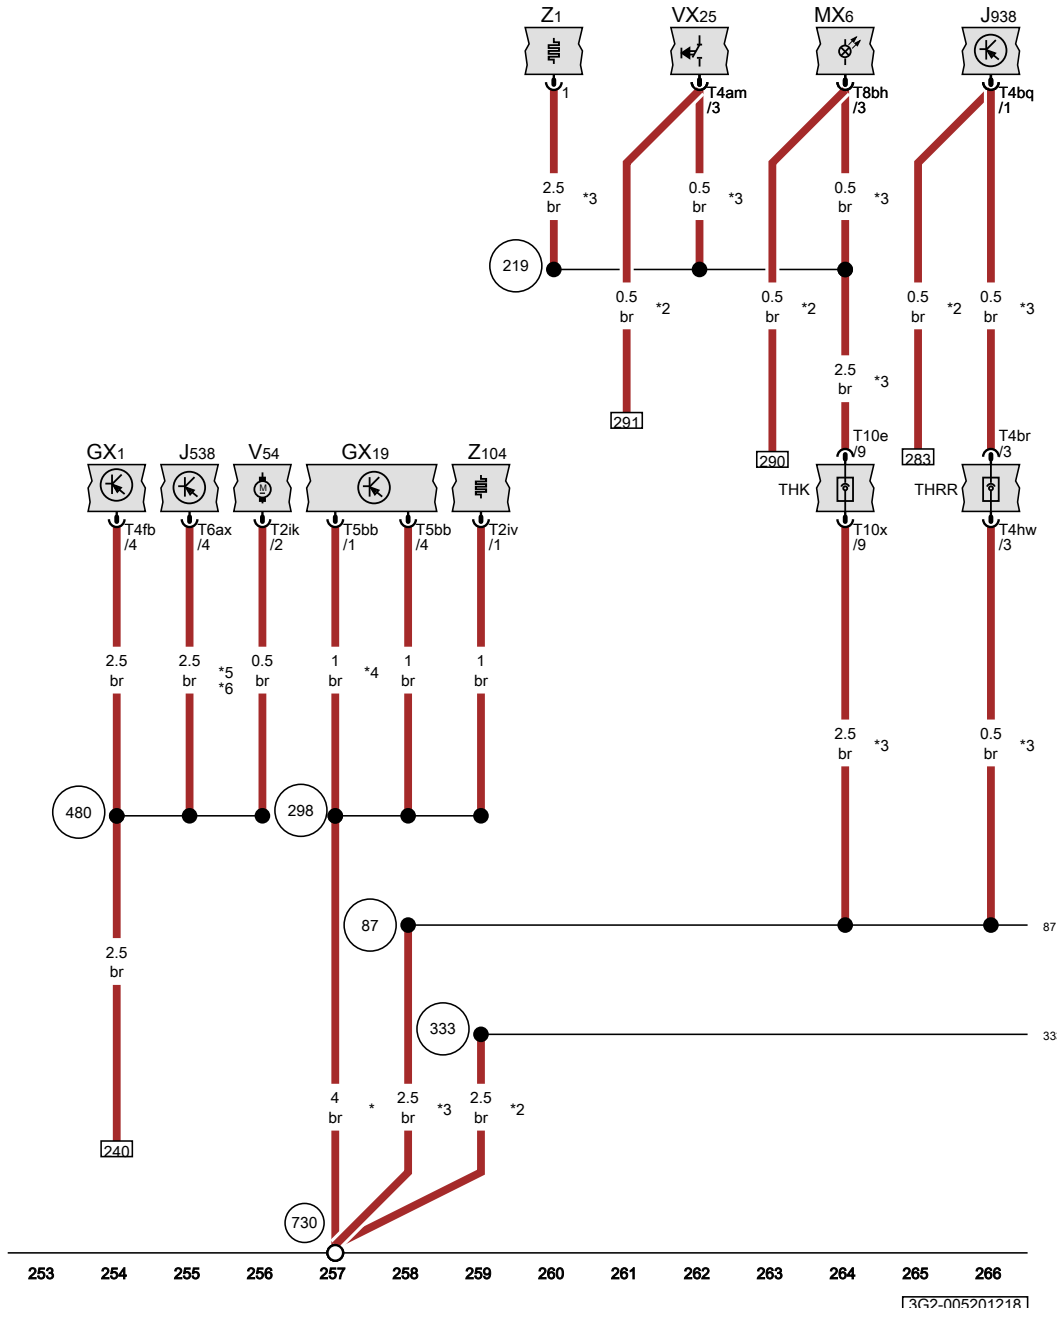 Z1 VX25 MX6 J938
1 T4am /3 T8bh /3 T4bq /1
2.5 br *3 0.5 br *3 0.5 br *3
219
0.5 br *2 0.5 br *2 0.5 br *2 0.5 br *3
2.5 br *3
291 290 283
T10e /9 T4br /3
GX1 J538 V54 GX19 Z104
M
THK THRR
T4fb /4 T6ax /4 T2ik /2 T5bb /1 T5bb /4 T2iv /1 T10x /9 T4hw /3
2.5 br 2.5 br *5 *6 0.5 br 1 br *4 1 br 1 br
2.5 br *3 0.5 br *3
480 298
87 87
2.5 br
333 33
4 br * 2.5 br *3 2.5 br *2
240
730
253 254 255 256 257 258 259 260 261 262 263 264 265 266
3G2-005201218